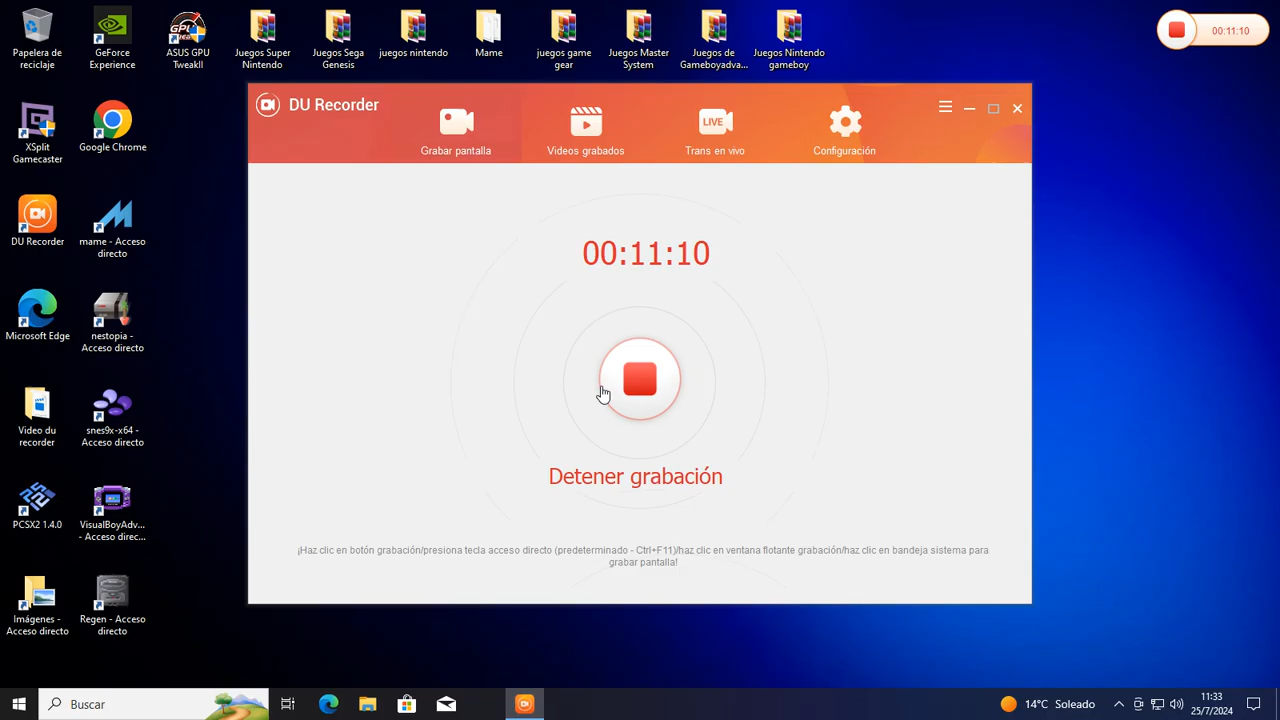 Papelera de
reciclaje
GeForce
Experience
ASUS GPU
TweakII
Juegos Super
Nintendo
Juegos Sega
Genesis
juegos nintendo
Mame
juegos game
gear
Juegos Master
System
Juegos de
Gameboyadva...
Juegos Nintendo
gameboy
00:11:10
XSplit
Gamecaster
Google Chrome
DU Recorder
mame - Acceso
directo
Microsoft Edge
nestopia -
Acceso directo
Video du
recorder
snes9x-x64 -
Acceso directo
PCSX2 1.4.0
VisualBoyAdv...
- Acceso direc...
Imágenes -
Acceso directo
Regen - Acceso
directo
DU Recorder
Grabar pantalla
Videos grabados
LIVE
Trans en vivo
Configuración
00:11:10
Detener grabación
¡Haz clic en botón grabación/presiona tecla acceso directo (predeterminado - Ctrl+F11)/haz clic en ventana flotante grabación/haz clic en bandeja sistema para
grabar pantalla!
Buscar
14°C Soleado
11:33
25/7/2024